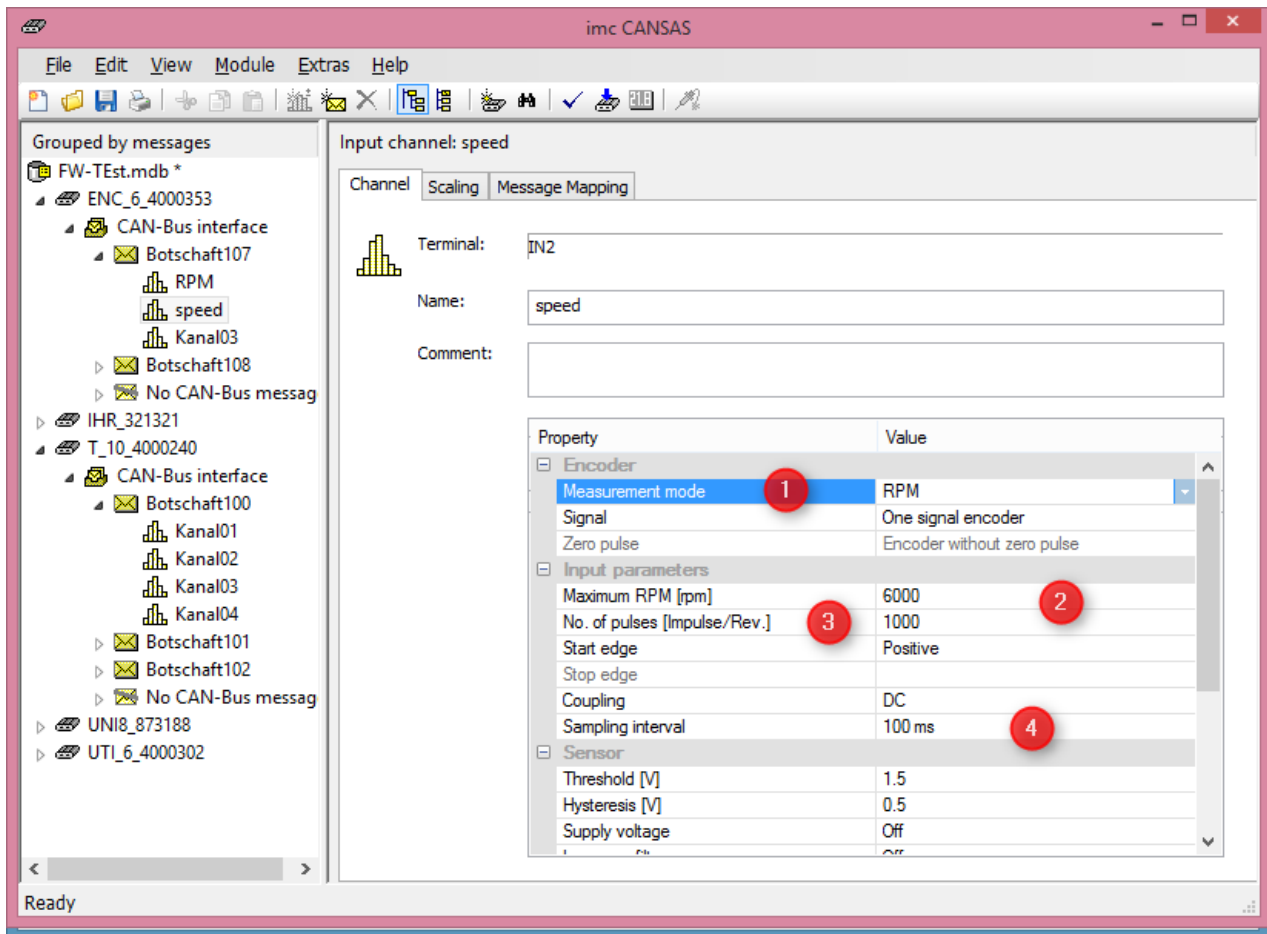 imc CANSAS
File Edit View Module Extras Help
Grouped by messages
FW-TEst.mdb *
ENC_6_4000353
CAN-Bus interface
Botschaft107
RPM
speed
Kanal03
Botschaft108
No CAN-Bus messag
IHR_321321
T_10_4000240
CAN-Bus interface
Botschaft100
Kanal01
Kanal02
Kanal03
Kanal04
Botschaft101
Botschaft102
No CAN-Bus messag
UNI8_873188
UTI_6_4000302
Input channel: speed
Channel Scaling Message Mapping
Terminal: IN2
Name: speed
Comment:
Property Value
Encoder
Measurement mode 1 RPM
Signal One signal encoder
Zero pulse Encoder without zero pulse
Input parameters
Maximum RPM [rpm] 6000 2
No. of pulses [Impulse/Rev.] 3 1000
Start edge Positive
Stop edge
Coupling DC
Sampling interval 100 ms 4
Sensor
Threshold [V] 1.5
Hysteresis [V] 0.5
Supply voltage Off
Ready